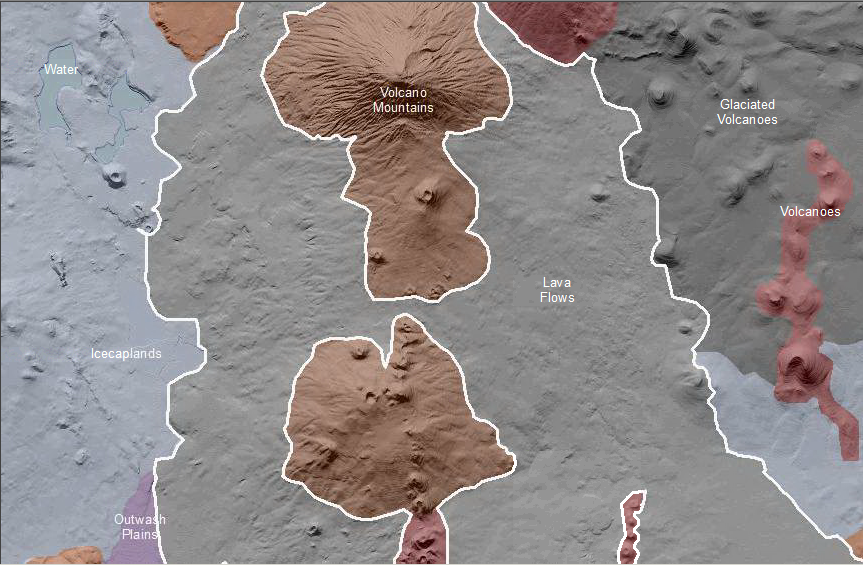 Water
Volcano
Mountains
Glaciated
Volcanoes
Volcanoes
Lava
Flows
Icecaplands
Outwash
Plains